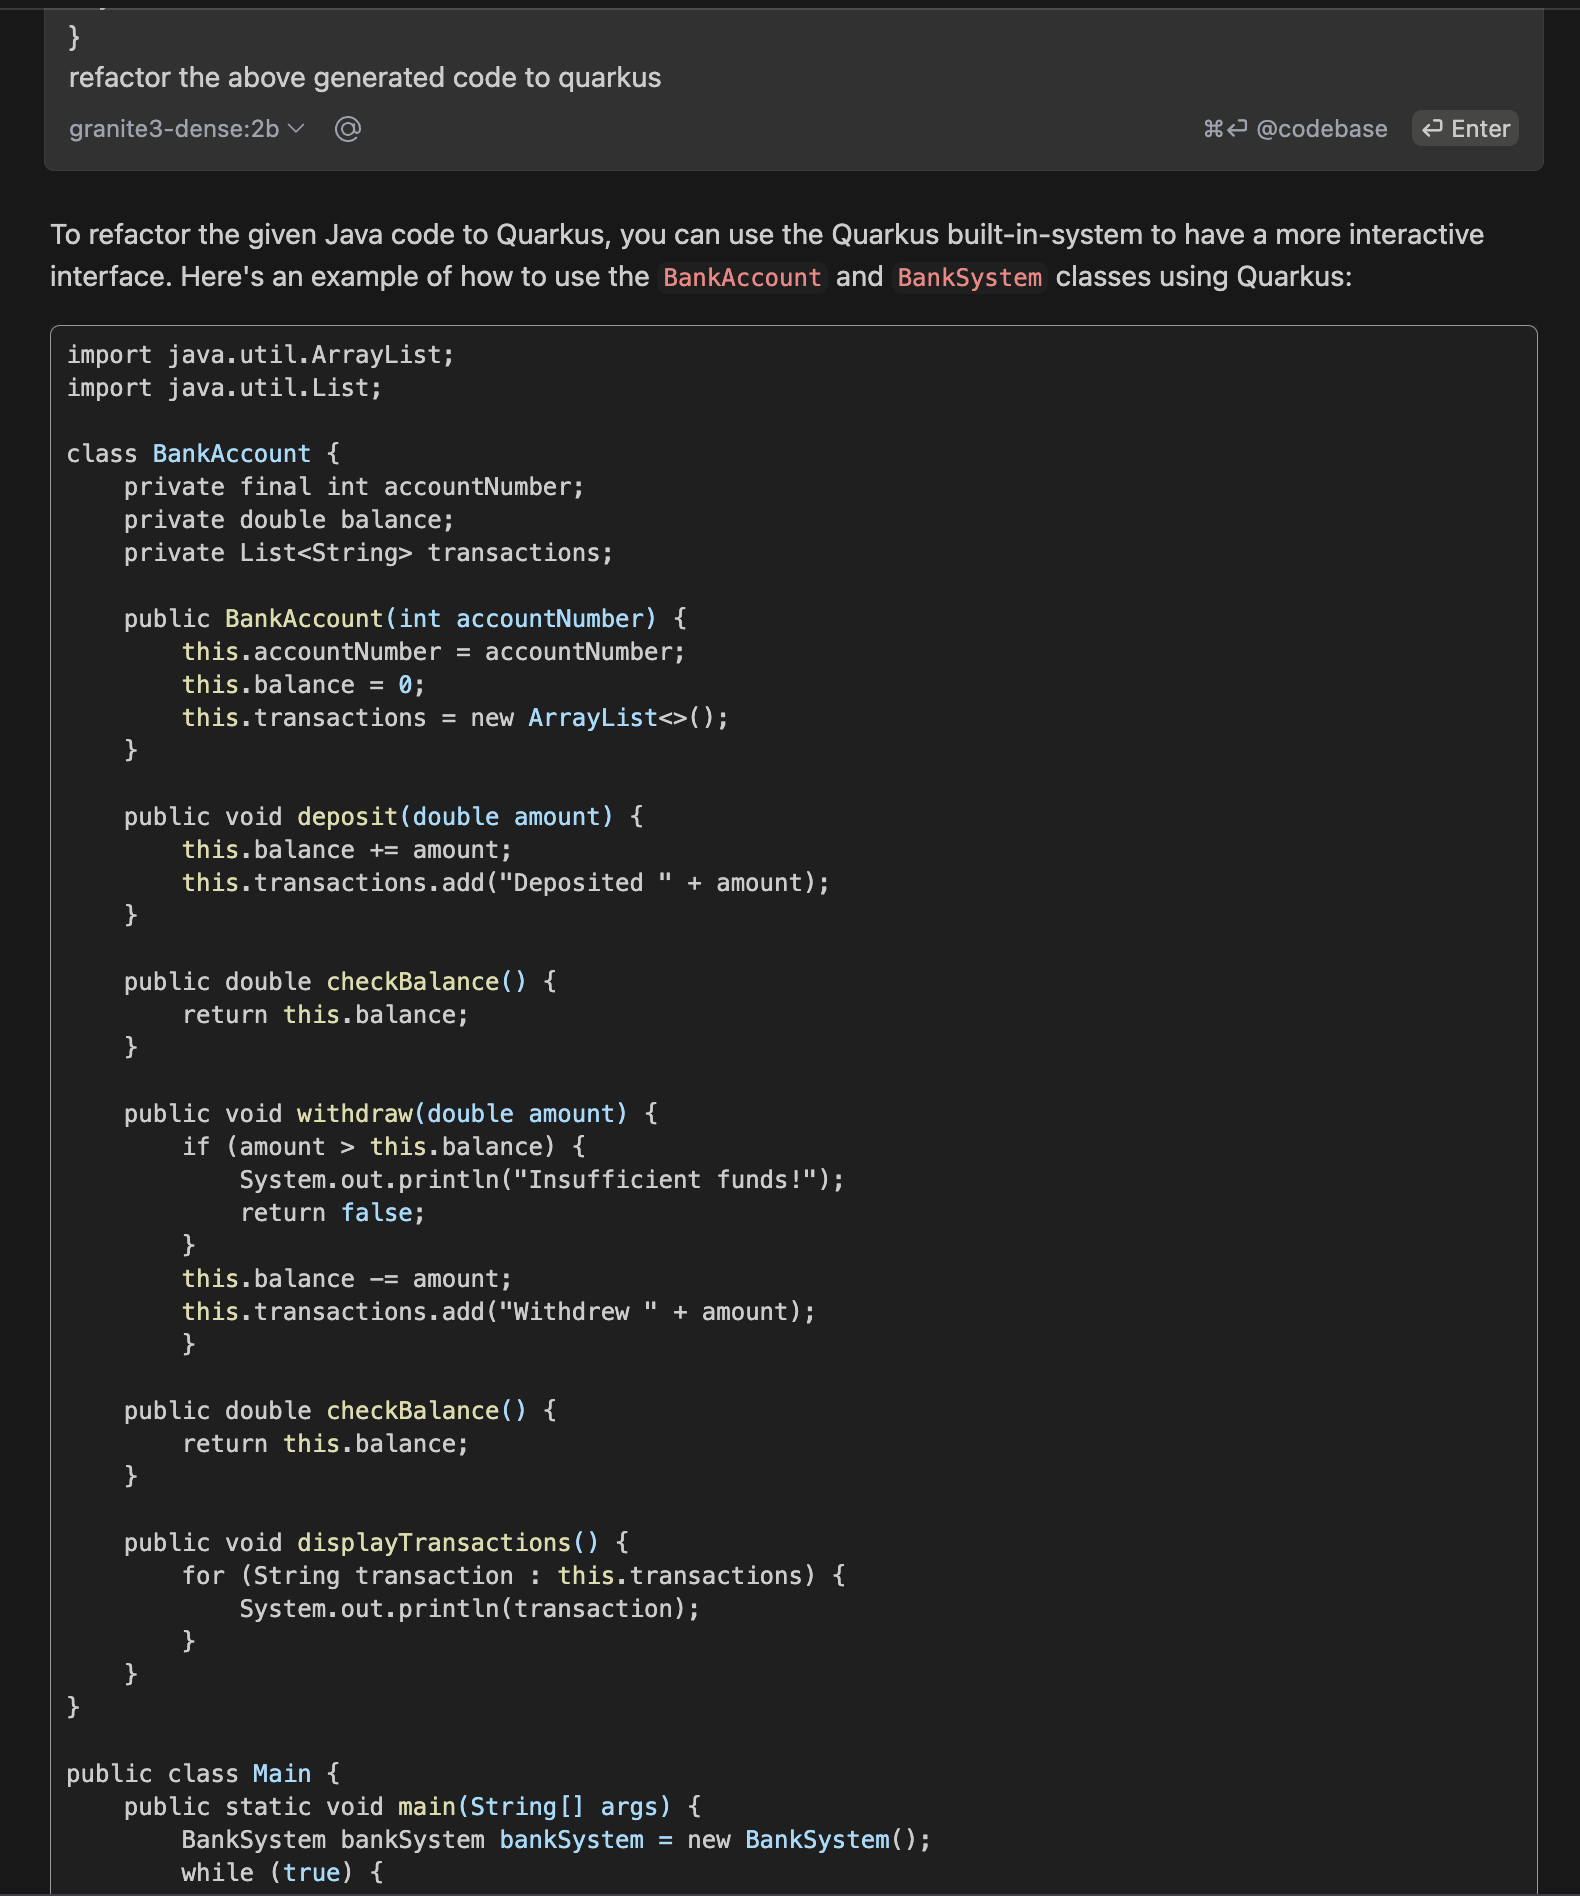 }
refactor the above generated code to quarkus
granite3-dense:2b @ ⌘⏎ @codebase ⏎ Enter
To refactor the given Java code to Quarkus, you can use the Quarkus built-in-system to have a more interactive
interface. Here's an example of how to use the BankAccount and BankSystem classes using Quarkus:
import java.util.ArrayList;
import java.util.List;
class BankAccount {
    private final int accountNumber;
    private double balance;
    private List<String> transactions;
    public BankAccount(int accountNumber) {
        this.accountNumber = accountNumber;
        this.balance = 0;
        this.transactions = new ArrayList<>();
    }
    public void deposit(double amount) {
        this.balance += amount;
        this.transactions.add("Deposited " + amount);
    }
    public double checkBalance() {
        return this.balance;
    }
    public void withdraw(double amount) {
        if (amount > this.balance) {
            System.out.println("Insufficient funds!");
            return false;
        }
        this.balance -= amount;
        this.transactions.add("Withdrew " + amount);
        }
    public double checkBalance() {
        return this.balance;
    }
    public void displayTransactions() {
        for (String transaction : this.transactions) {
            System.out.println(transaction);
        }
    }
}
public class Main {
    public static void main(String[] args) {
        BankSystem bankSystem bankSystem = new BankSystem();
        while (true) {